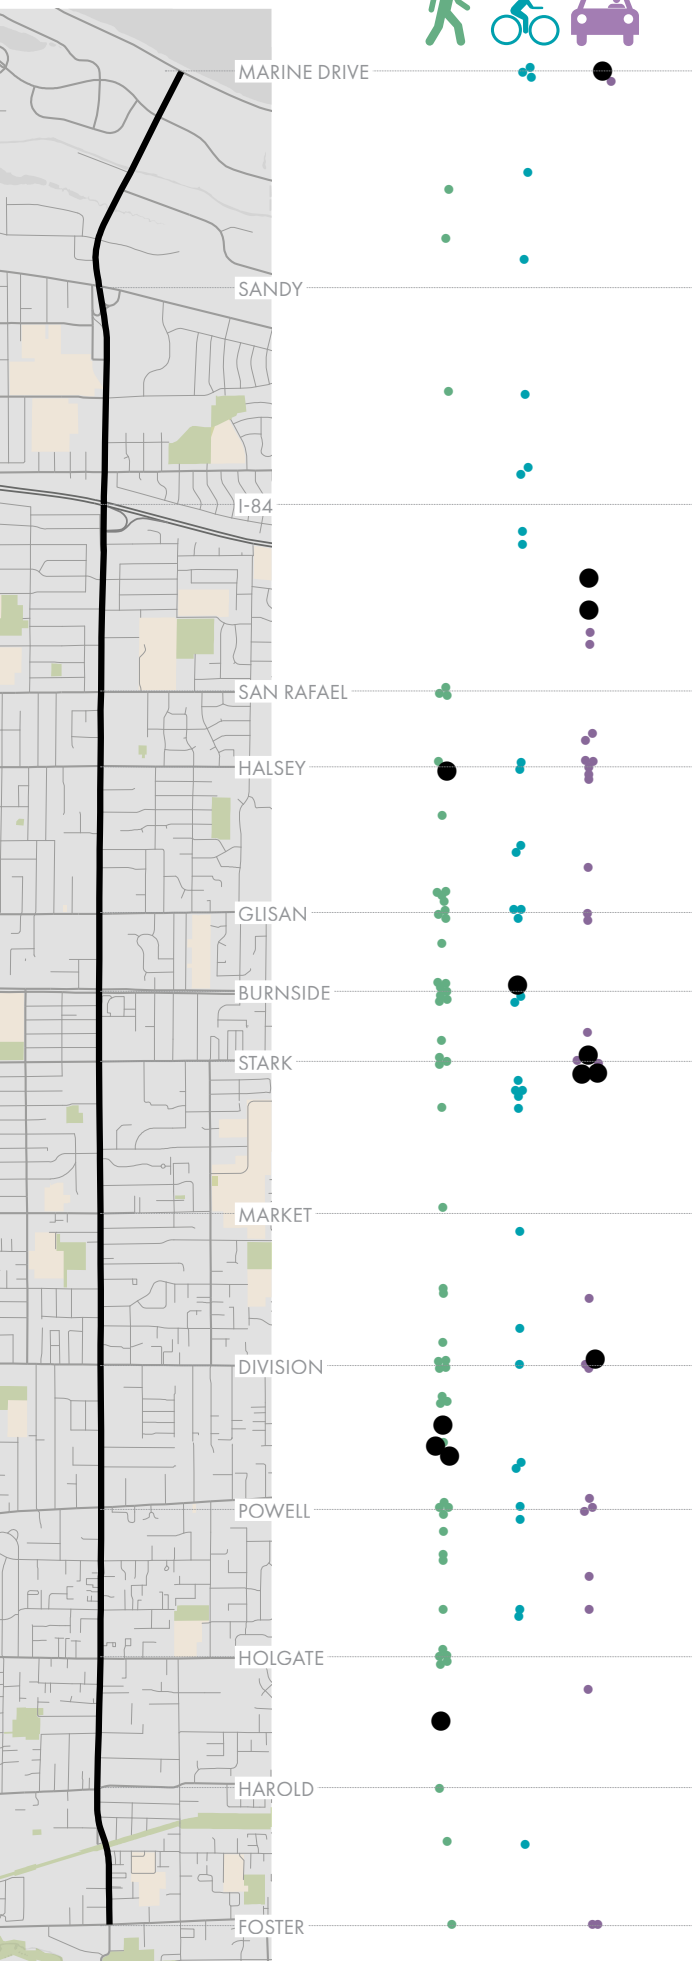 MARINE DRIVE
SANDY
I-84
SAN RAFAEL
HALSEY
GLISAN
BURNSIDE
STARK
MARKET
DIVISION
POWELL
HOLGATE
HAROLD
FOSTER